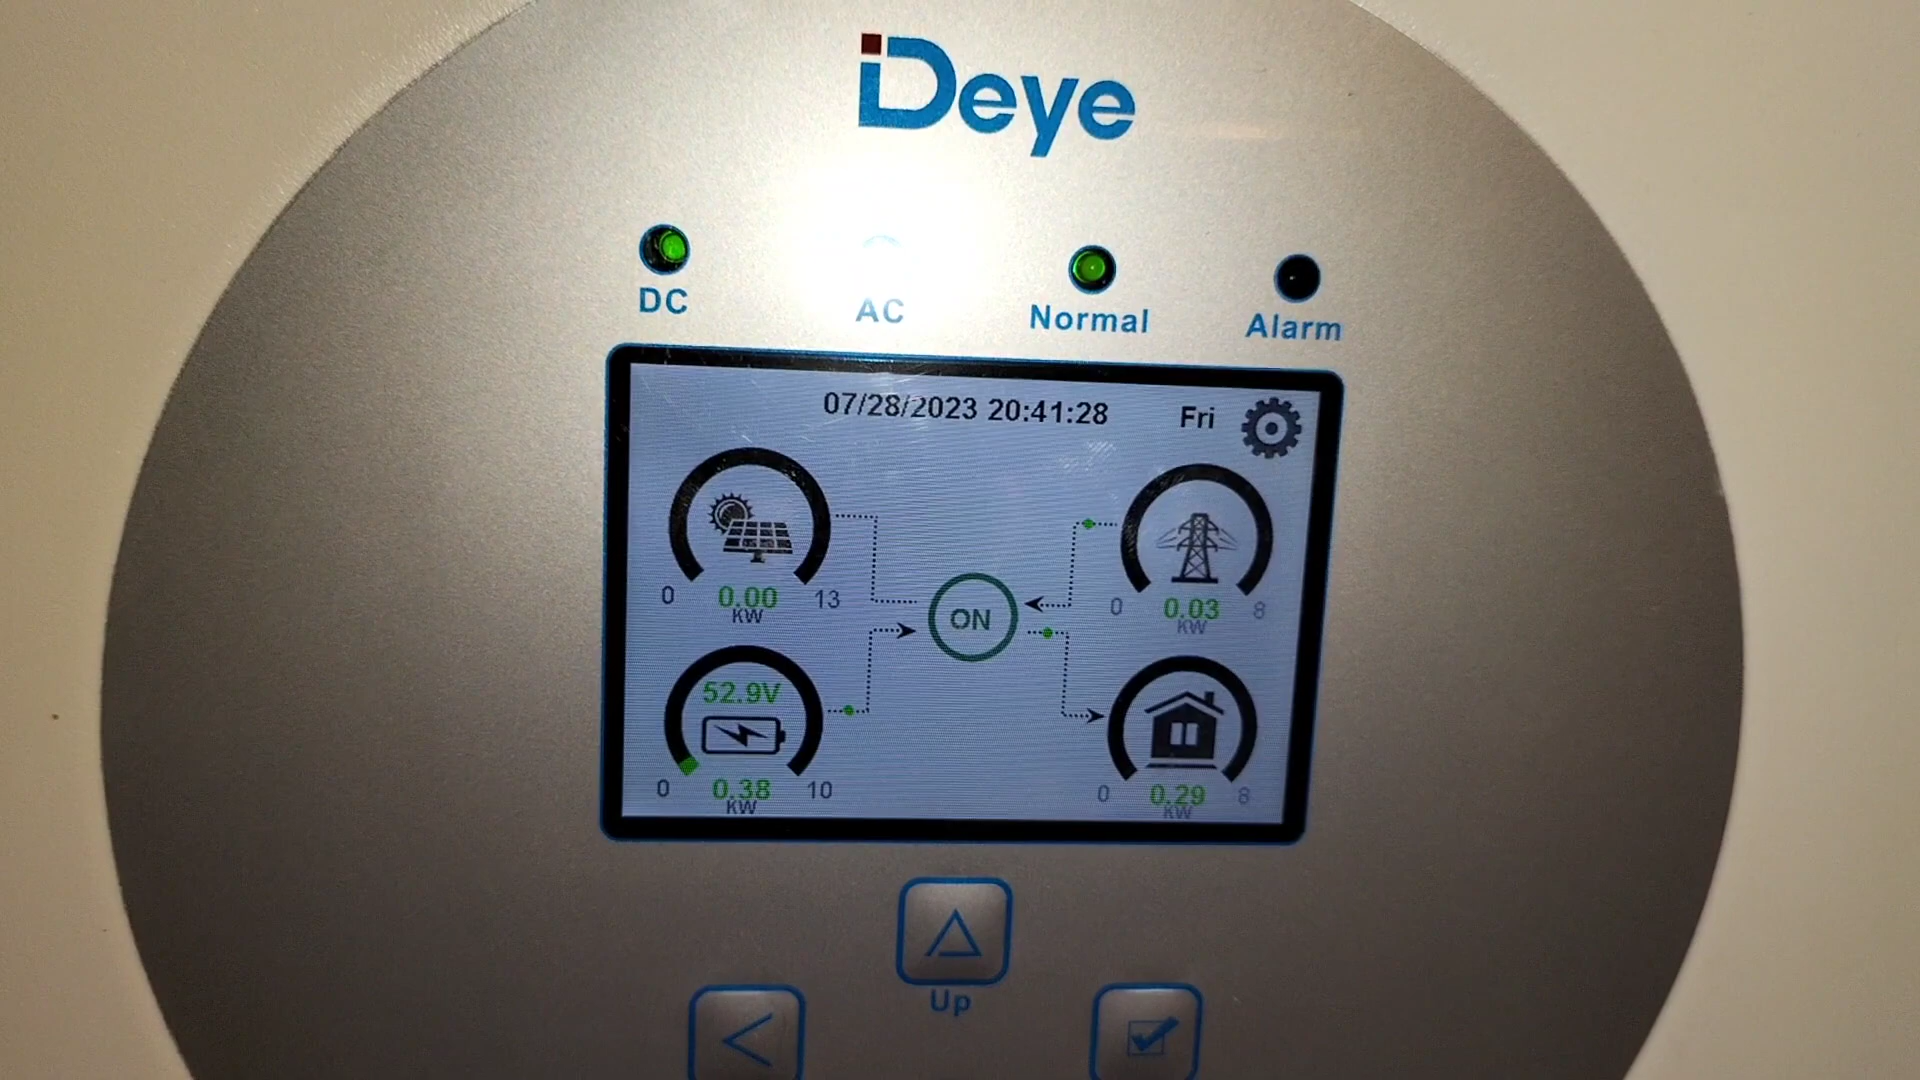 Deye
DC AC Normal Alarm
07/28/2023 20:41:28 Fri
0 0.00 13
KW
0 0.03 8
KW
ON
52.9V
0 0.38 10
KW
0 0.29 8
KW
Up